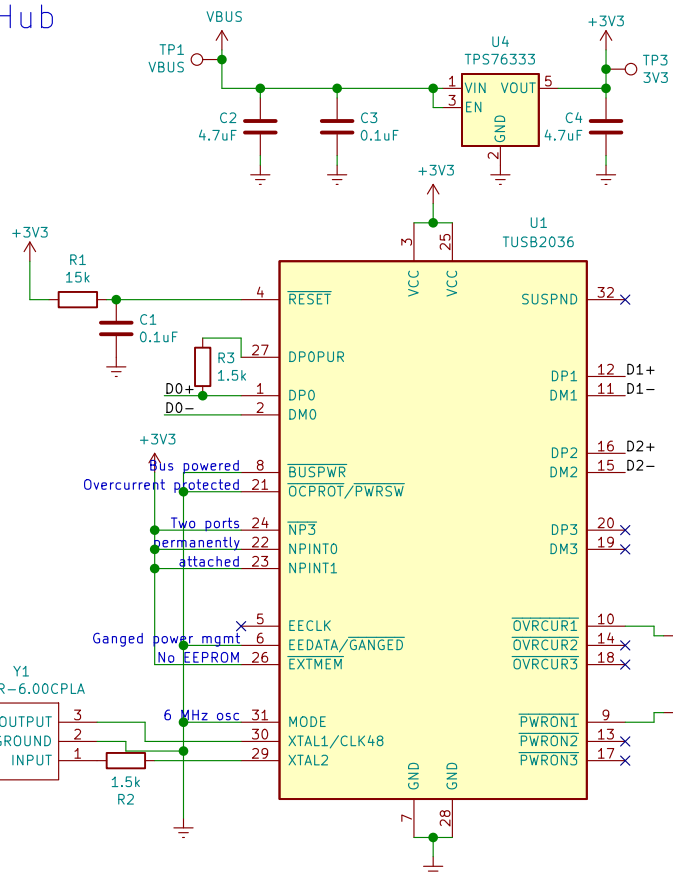 Hub
VBUS
TP1
VBUS
C2
4.7uF
C3
0.1uF
U4
TPS76333
1
VIN
VOUT
5
3
EN
GND
2
+3V3
TP3
3V3
C4
4.7uF
+3V3
U1
TUSB2036
3
25
VCC
VCC
+3V3
R1
15k
C1
0.1uF
4
RESET
SUSPND
32
R3
1.5k
27
DP0PUR
D0+
1
DP0
D0-
2
DM0
DP1
12
D1+
DM1
11
D1-
DP2
16
D2+
DM2
15
D2-
+3V3
Bus powered
8
BUSPWR
Overcurrent protected
21
OCPROT/PWRSW
Two ports
24
NP3
permanently
22
NPINT0
attached
23
NPINT1
DP3
20
DM3
19
5
EECLK
Ganged power mgmt
6
EEDATA/GANGED
No EEPROM
26
EXTMEM
OVRCUR1
10
OVRCUR2
14
OVRCUR3
18
6 MHz osc
31
MODE
30
XTAL1/CLK48
29
XTAL2
PWRON1
9
PWRON2
13
PWRON3
17
Y1
R-6.00CPLA
OUTPUT
3
GROUND
2
INPUT
1
1.5k
R2
GND
GND
7
28